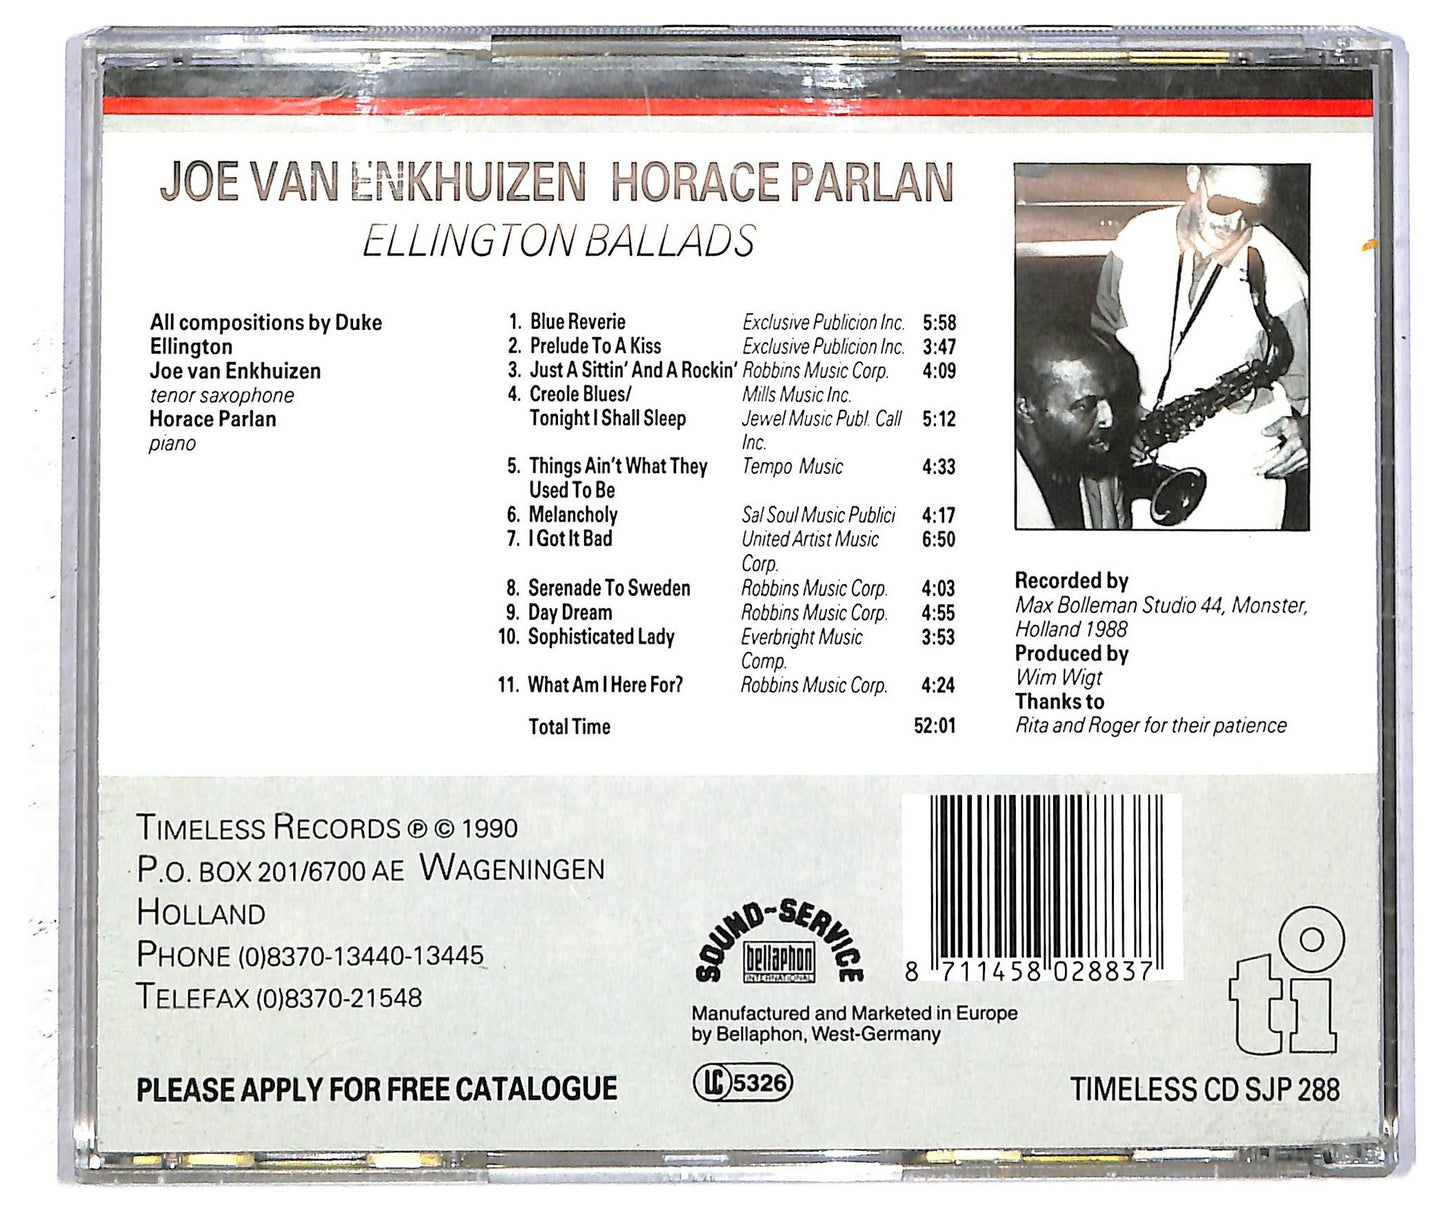 JOE VAN ENKHUIZEN HORACE PARLAN
ELLINGTON BALLADS
All compositions by Duke
Ellington
Joe van Enkhuizen
tenor saxophone
Horace Parlan
piano
1. Blue Reverie Exclusive Publicion Inc. 5:58
2. Prelude To A Kiss Exclusive Publicion Inc. 3:47
3. Just A Sittin' And A Rockin' Robbins Music Corp. 4:09
4. Creole Blues/ Mills Music Inc.
Tonight I Shall Sleep Jewel Music Publ. Call 5:12
Inc.
5. Things Ain't What They Tempo Music 4:33
Used To Be
6. Melancholy Sal Soul Music Publici 4:17
7. I Got It Bad United Artist Music 6:50
Corp.
8. Serenade To Sweden Robbins Music Corp. 4:03
9. Day Dream Robbins Music Corp. 4:55
10. Sophisticated Lady Everbright Music 3:53
Comp.
11. What Am I Here For? Robbins Music Corp. 4:24
Total Time 52:01
Recorded by
Max Bolleman Studio 44, Monster,
Holland 1988
Produced by
Wim Wigt
Thanks to
Rita and Roger for their patience
TIMELESS RECORDS ℗ © 1990
P.O. BOX 201/6700 AE WAGENINGEN
HOLLAND
PHONE (0)8370-13440-13445
TELEFAX (0)8370-21548
PLEASE APPLY FOR FREE CATALOGUE
SOUND-SERVICE
bellaphon
INTERNATIONAL
Manufactured and Marketed in Europe
by Bellaphon, West-Germany
LC 5326
8 711458 028837
ti
TIMELESS CD SJP 288